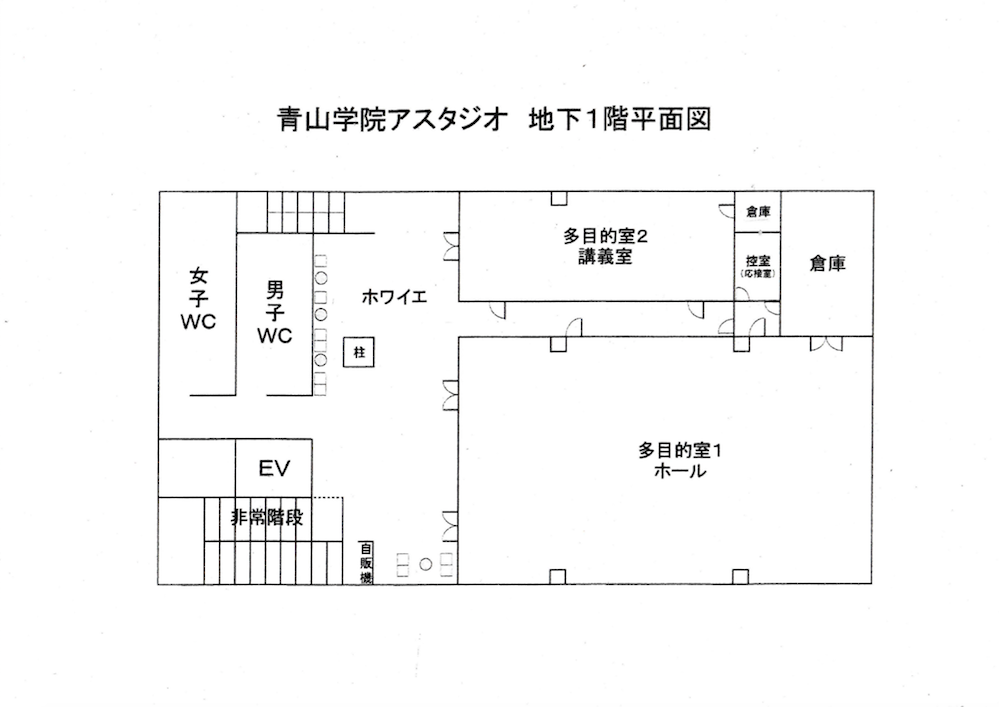 青山学院アスタジオ 地下1階平面図
女子WC
男子WC
ホワイエ
柱
多目的室2
講義室
倉庫
控室
(応接室)
倉庫
EV
非常階段
自販機
多目的室1
ホール